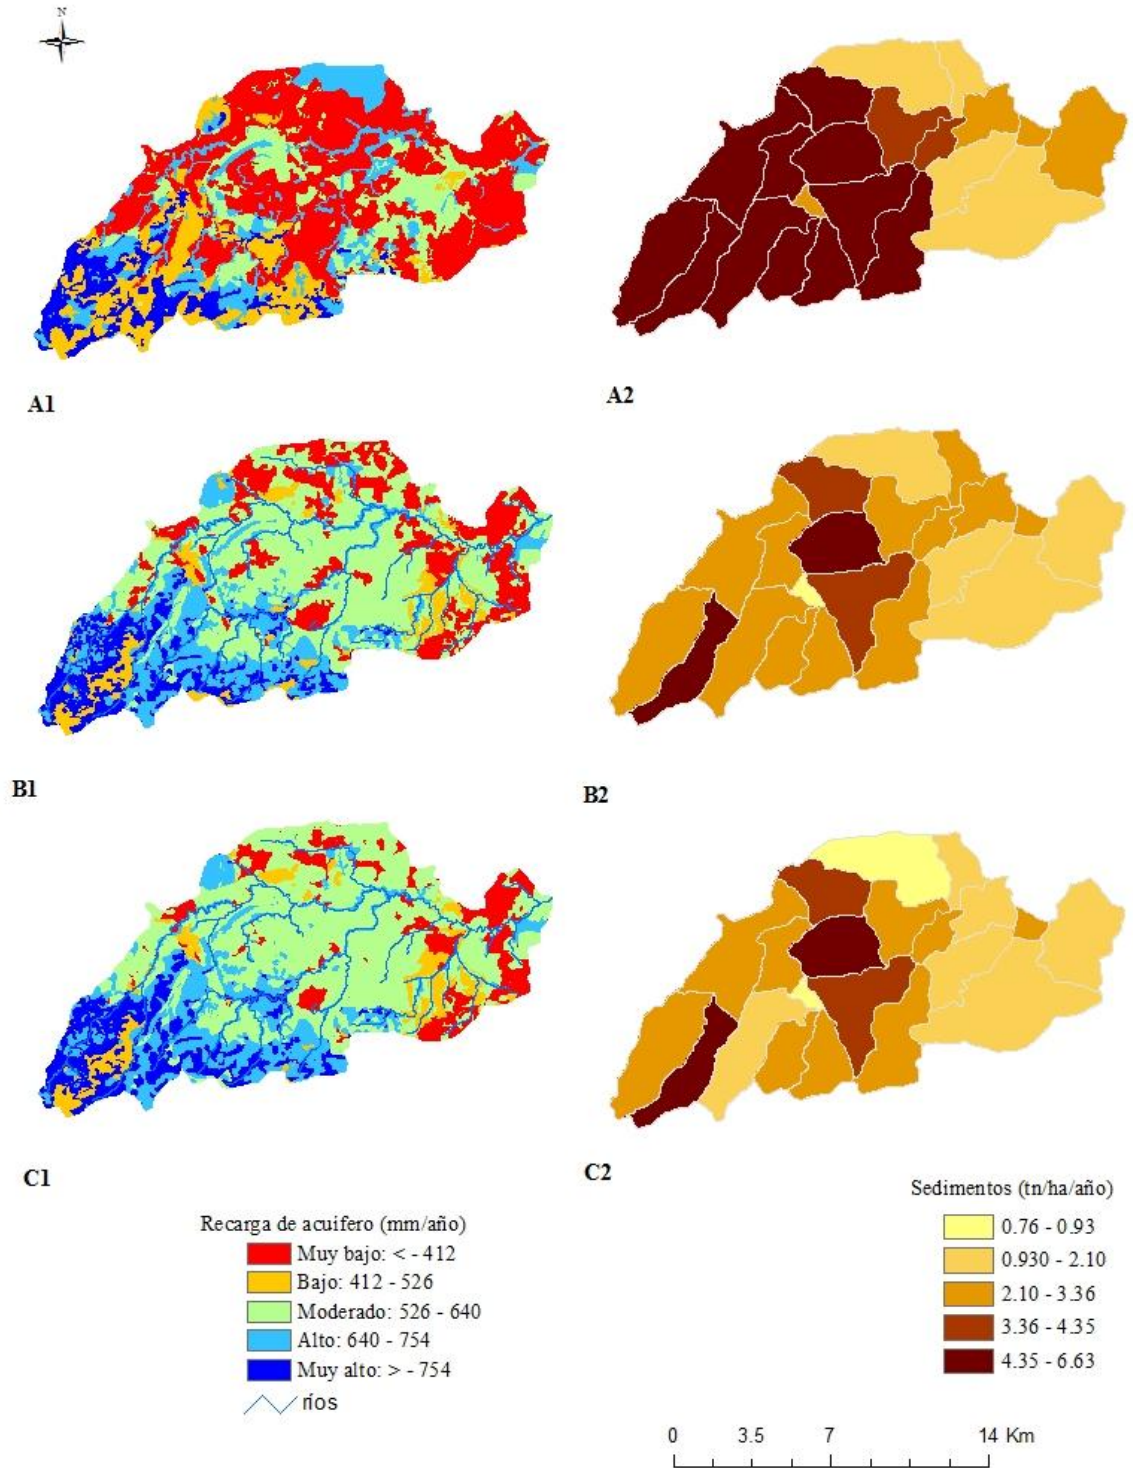 N
A1
A2
B1
B2
C1
C2
Recarga de acuifero (mm/año)
Muy bajo: < - 412
Bajo: 412 - 526
Moderado: 526 - 640
Alto: 640 - 754
Muy alto: > - 754
ríos
Sedimentos (tn/ha/año)
0.76 - 0.93
0.930 - 2.10
2.10 - 3.36
3.36 - 4.35
4.35 - 6.63
0 3.5 7 14 Km